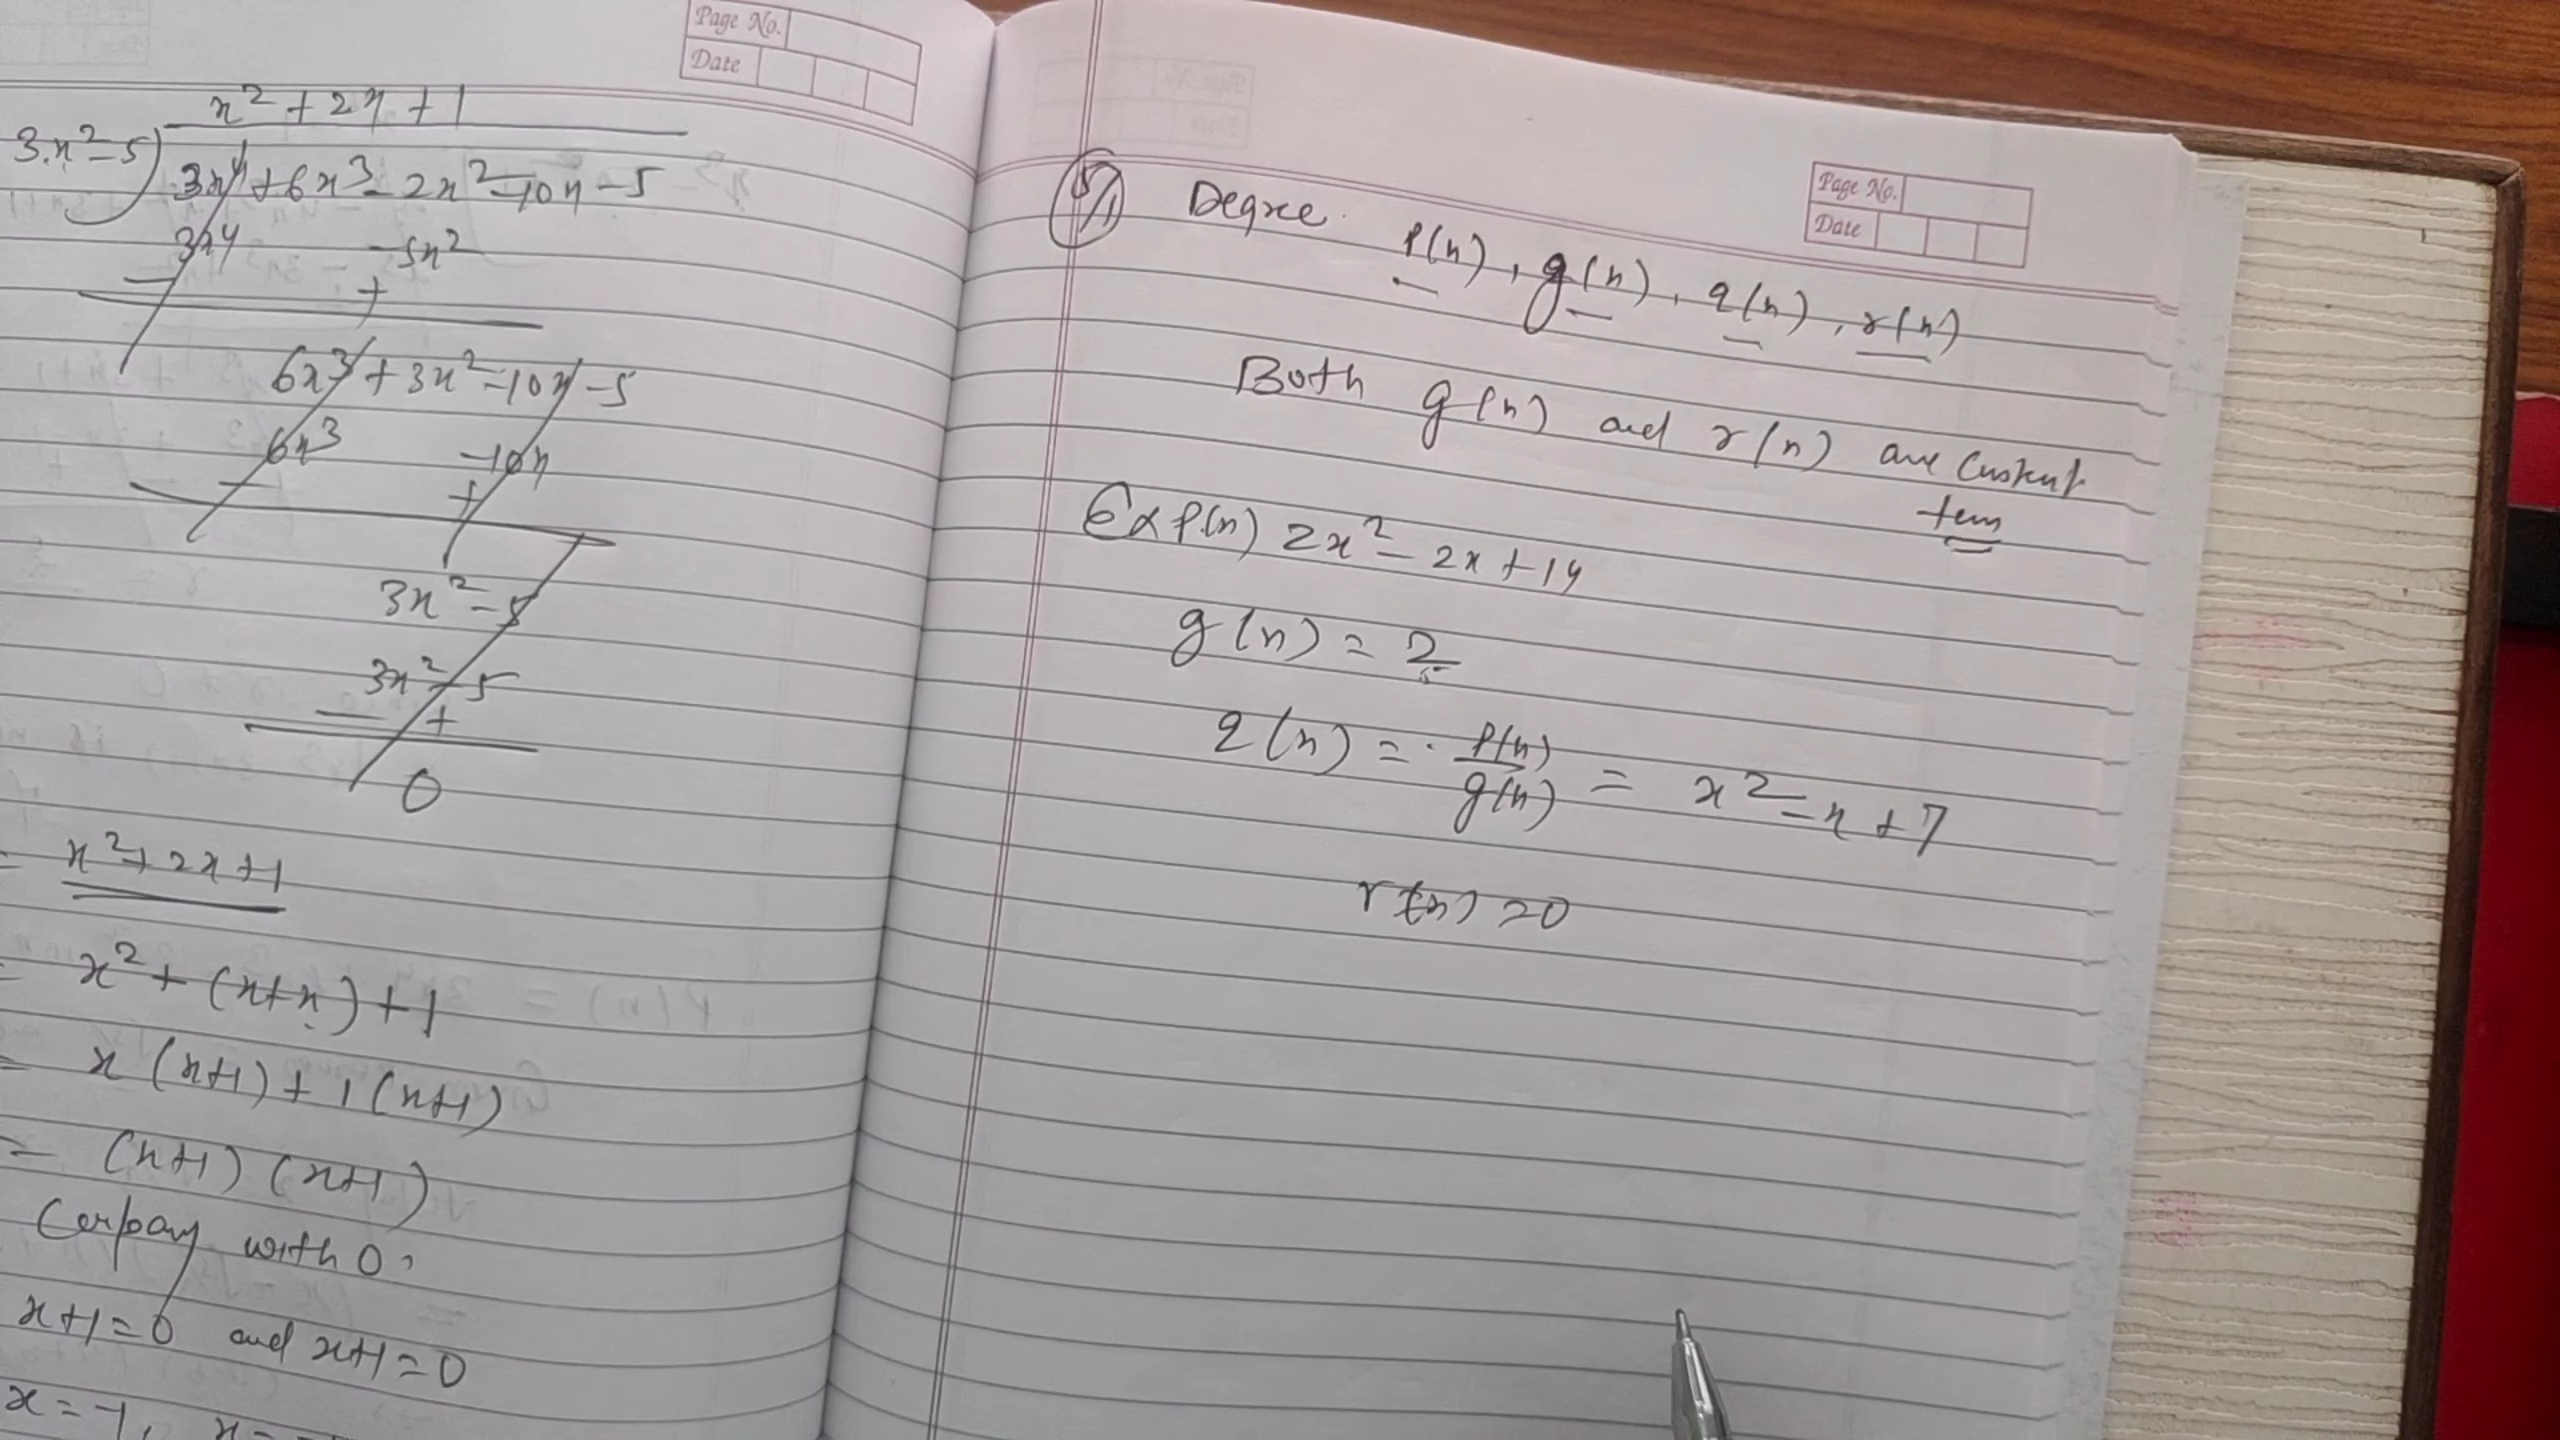 Page No.
Date
x² + 2x + 1
3x² - 5) 3x⁴ + 6x³ - 2x² - 10x - 5
3x⁴ - 5x²
- +
6x³ + 3x² - 10x - 5
6x³ - 10x
- +
3x² - 5
3x² - 5
- +
0
= x² + 2x + 1
= x² + (x+x) + 1
= x (x+1) + 1 (x+1)
= (x+1) (x+1)
with 0
x+1=0 and x+1=0
x = -1, x = -
Page No.
Date
5/1 Degree P(x), g(x), q(x), r(x)
Both g(x) and r(x) are
Ex P(x) 2x² - 2x + 14
g(x) = 2
q(x) = P(x)/g(x) = x² - x + 7
r(x) = 0